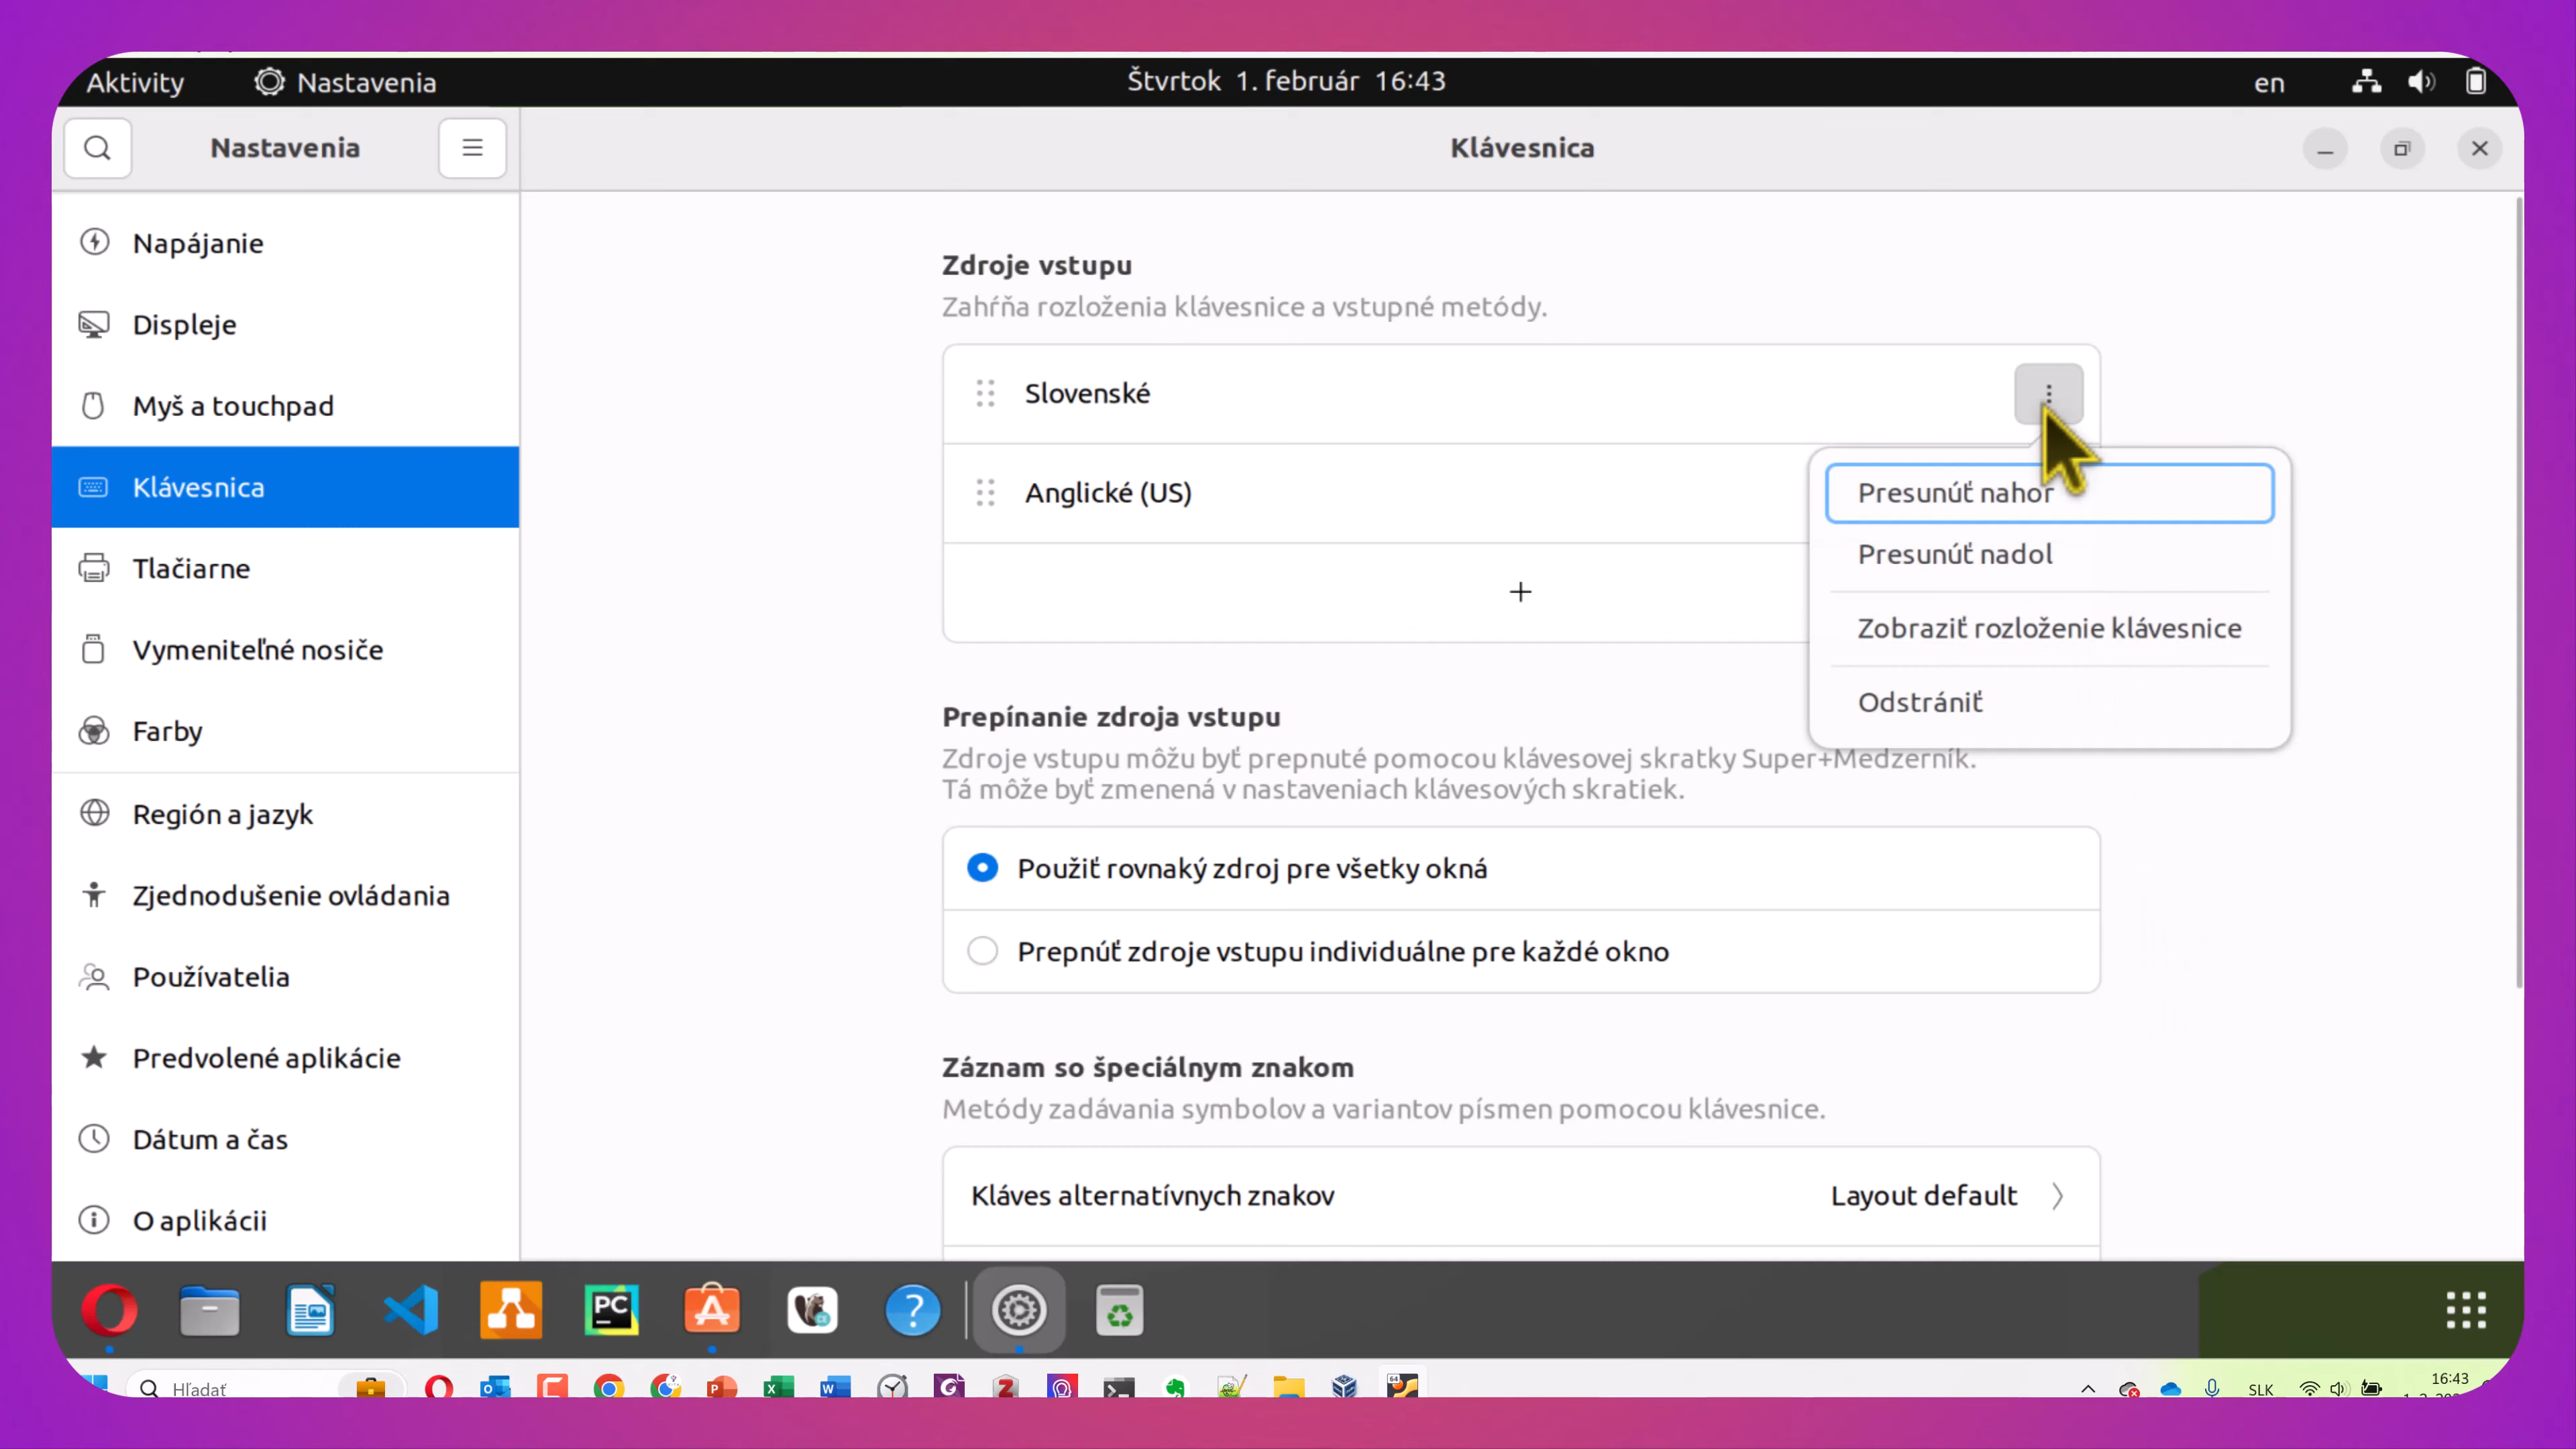 Aktivity
Nastavenia
Štvrtok 1. február 16:43
en
Nastavenia
Klávesnica
Napájanie
Displeje
Myš a touchpad
Klávesnica
Tlačiarne
Vymeniteľné nosiče
Farby
Región a jazyk
Zjednodušenie ovládania
Používatelia
Predvolené aplikácie
Dátum a čas
O aplikácii
Zdroje vstupu
Zahŕňa rozloženia klávesnice a vstupné metódy.
Slovenské
Anglické (US)
Presunúť nahor
Presunúť nadol
Zobraziť rozloženie klávesnice
Odstrániť
Prepínanie zdroja vstupu
Zdroje vstupu môžu byť prepnuté pomocou klávesovej skratky Super+Medzerník.
Tá môže byť zmenená v nastaveniach klávesových skratiek.
Použiť rovnaký zdroj pre všetky okná
Prepnúť zdroje vstupu individuálne pre každé okno
Záznam so špeciálnym znakom
Metódy zadávania symbolov a variantov písmen pomocou klávesnice.
Kláves alternatívnych znakov
Layout default
PC
Hľadať
SLK
16:43